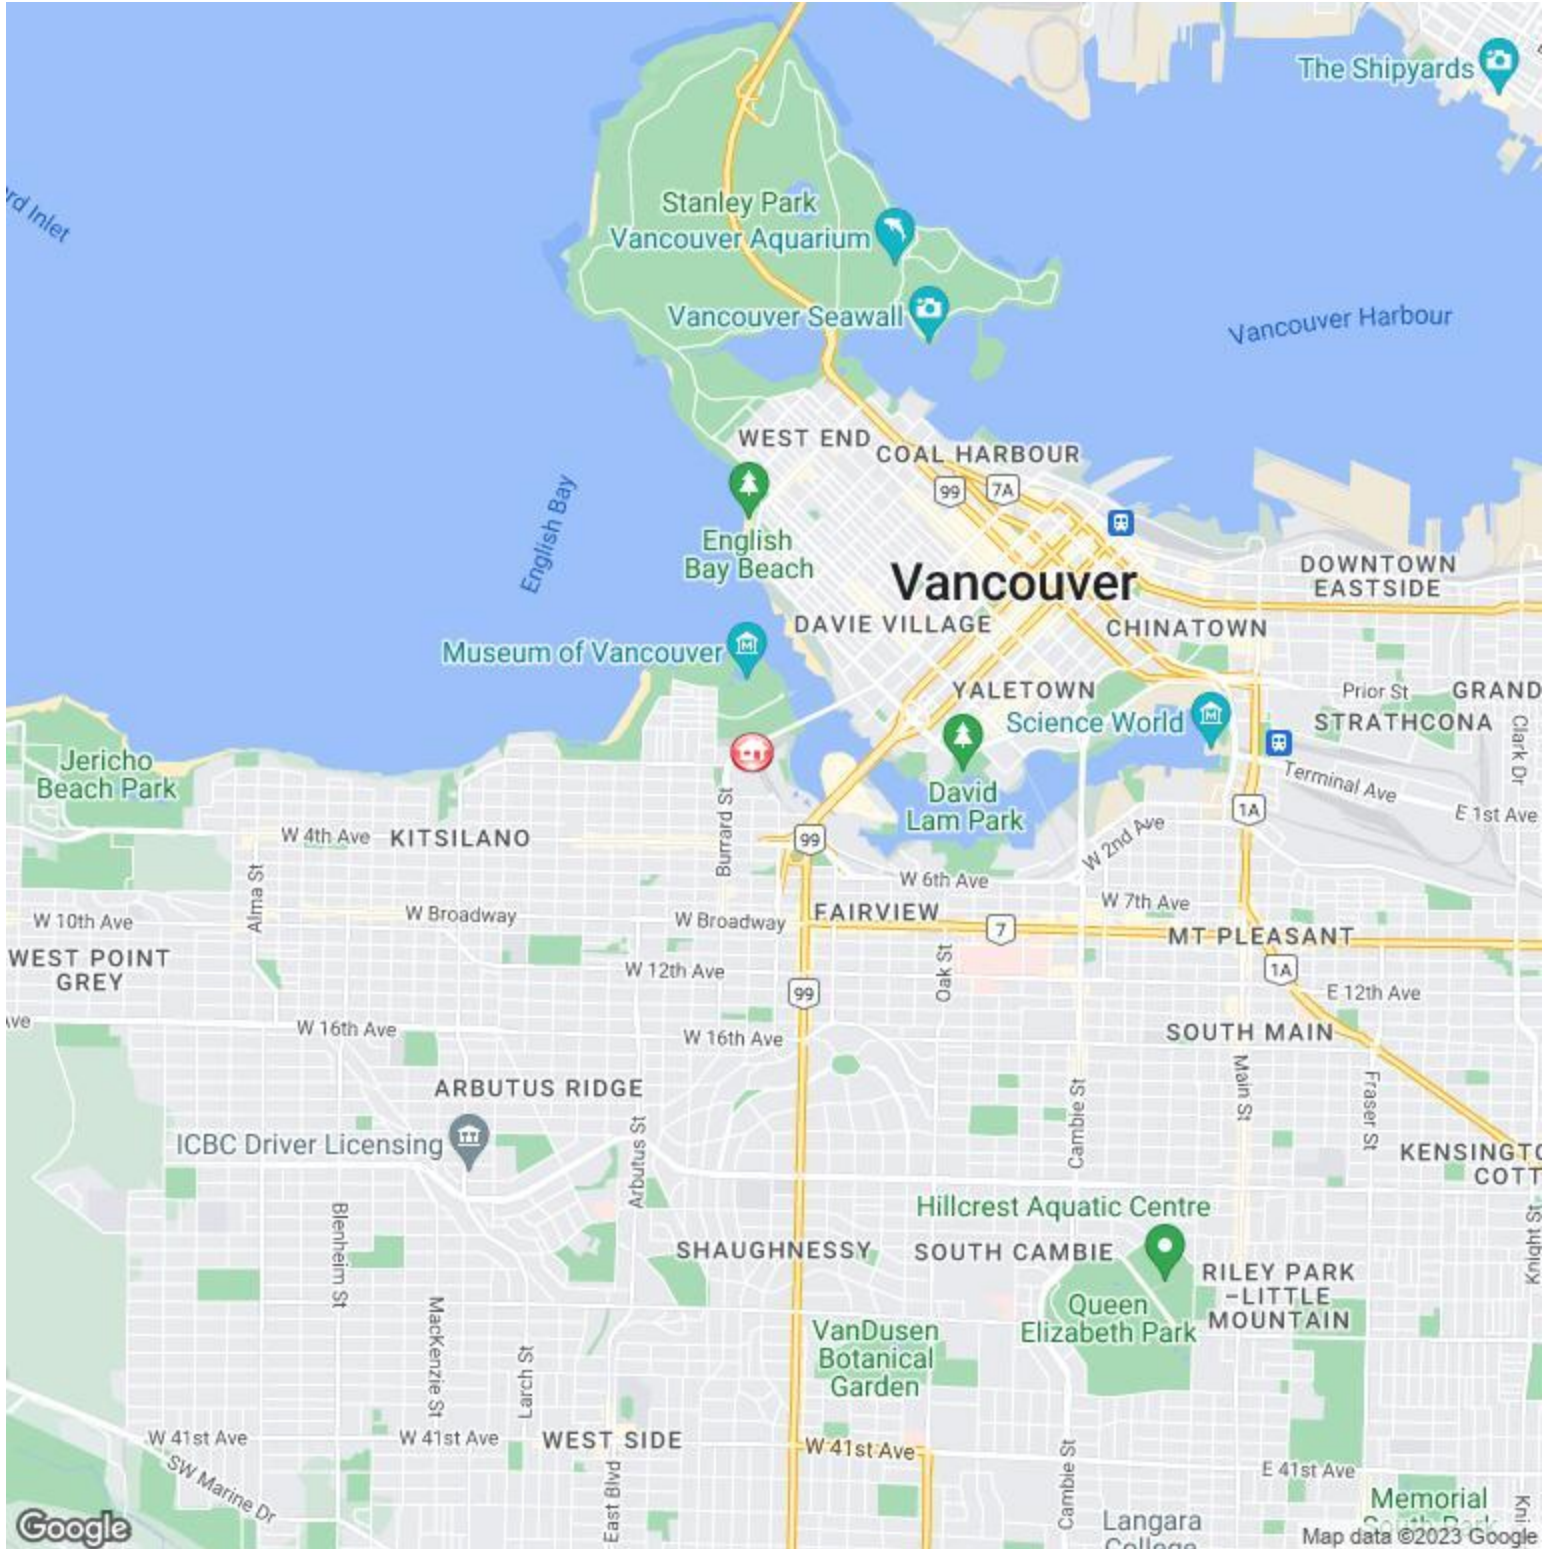 The Shipyards
rd Inlet
Stanley Park
Vancouver Aquarium
Vancouver Seawall
Vancouver Harbour
WEST END
COAL HARBOUR
99
7A
English Bay
English
Bay Beach
DOWNTOWN
EASTSIDE
Vancouver
DAVIE VILLAGE
CHINATOWN
Museum of Vancouver
YALETOWN
Prior St
GRAND
Science World
STRATHCONA
Clark Dr
Jericho
Beach Park
David
Lam Park
Terminal Ave
1A
E 1st Ave
W 4th Ave
KITSILANO
Burrard St
99
W 2nd Ave
Alma St
W 6th Ave
W 7th Ave
W 10th Ave
W Broadway
W Broadway
FAIRVIEW
7
MT PLEASANT
WEST POINT
GREY
W 12th Ave
Oak St
1A
99
E 12th Ave
ve
W 16th Ave
W 16th Ave
SOUTH MAIN
ARBUTUS RIDGE
Main St
Fraser St
Cambie St
ICBC Driver Licensing
Arbutus St
KENSINGTO
COTT
Hillcrest Aquatic Centre
Blenheim St
SHAUGHNESSY
SOUTH CAMBIE
Knight St
RILEY PARK
–LITTLE
MOUNTAIN
Queen
Elizabeth Park
MacKenzie St
Larch St
VanDusen
Botanical
Garden
W 41st Ave
W 41st Ave
WEST SIDE
W 41st Ave
E 41st Ave
SW Marine Dr
East Blvd
Cambie St
Memorial
South Park
Kni
Langara
College
Google
Map data ©2023 Google